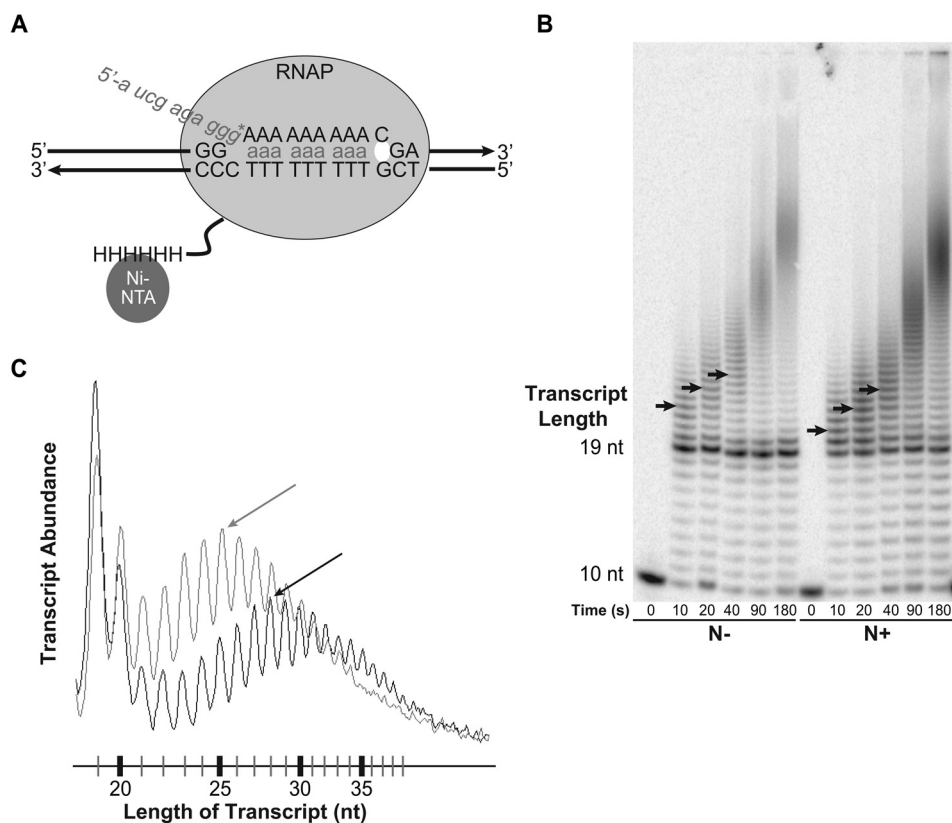 A
RNAP
5'-a ucg aga ggg*
AAA AAA AAA C
5' GG aaa aaa aaa GA 3'
3' CCC TTT TTT TTT GCT 5'
HHHHHH
Ni-
NTA
B
Transcript
Length
19 nt
10 nt
Time (s) 0 10 20 40 90 180 0 10 20 40 90 180
N- N+
C
Transcript Abundance
20 25 30 35
Length of Transcript (nt)